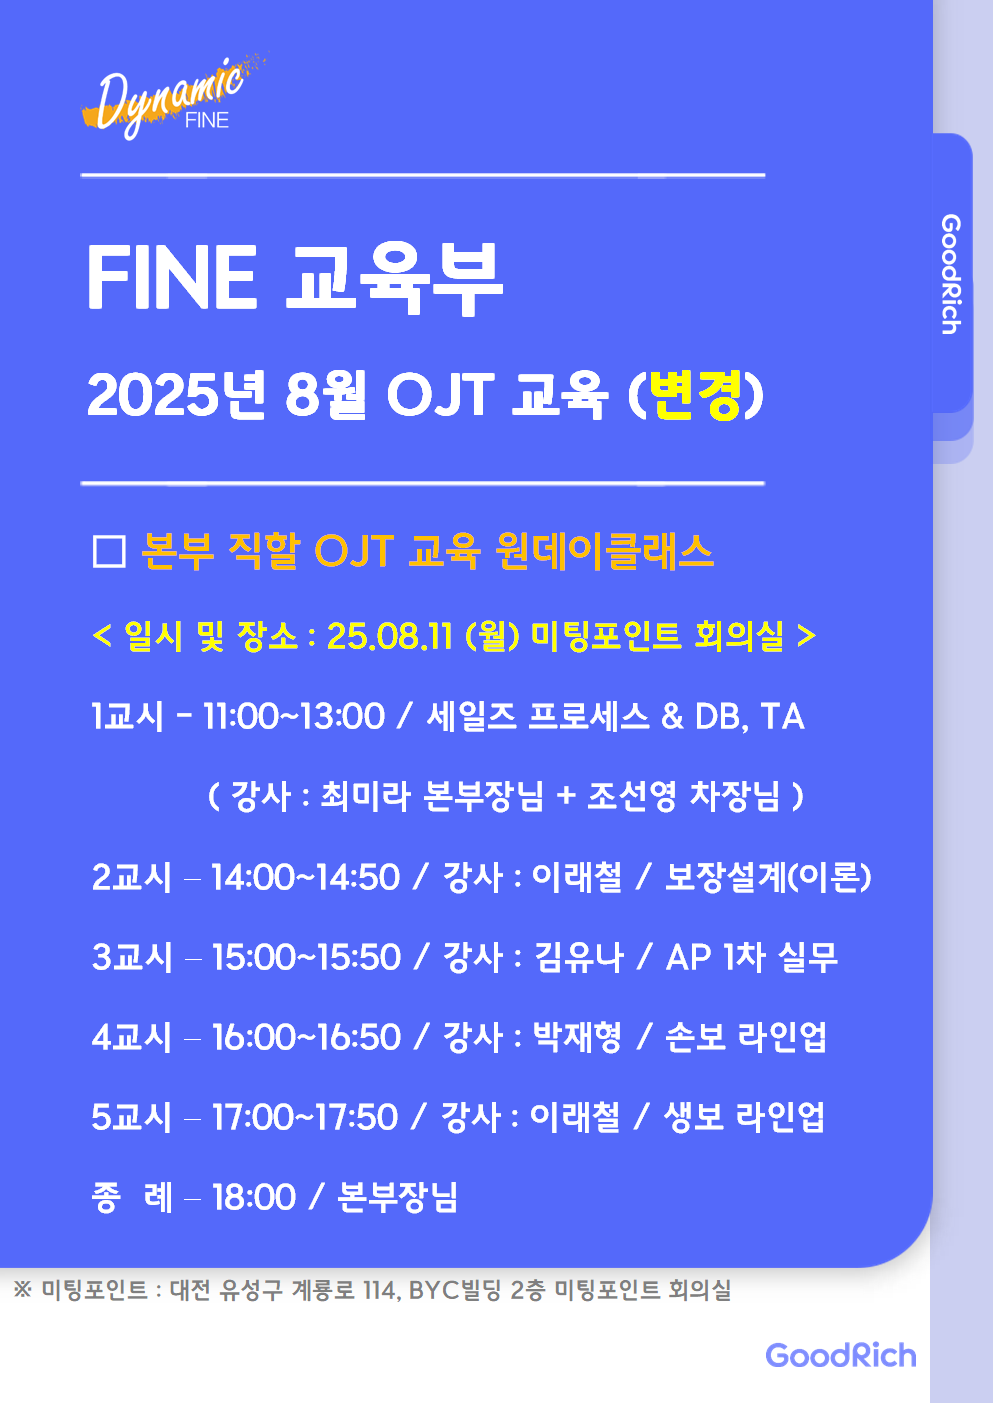 Dynamic
FINE
GoodRich
FINE 교육부
2025년 8월 OJT 교육 (변경)
□ 본부 직할 OJT 교육 원데이클래스
< 일시 및 장소 : 25.08.11 (월) 미팅포인트 회의실 >
1교시 - 11:00~13:00 / 세일즈 프로세스 & DB, TA
( 강사 : 최미라 본부장님 + 조선영 차장님 )
2교시 – 14:00~14:50 / 강사 : 이래철 / 보장설계(이론)
3교시 – 15:00~15:50 / 강사 : 김유나 / AP 1차 실무
4교시 – 16:00~16:50 / 강사 : 박재형 / 손보 라인업
5교시 – 17:00~17:50 / 강사 : 이래철 / 생보 라인업
종 례 – 18:00 / 본부장님
※ 미팅포인트 : 대전 유성구 계룡로 114, BYC빌딩 2층 미팅포인트 회의실
GoodRich